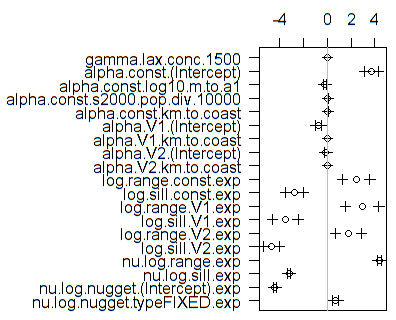 -4 0 2 4
gamma.lax.conc.1500
alpha.const.(Intercept)
alpha.const.log10.m.to.a1
alpha.const.s2000.pop.div.10000
alpha.const.km.to.coast
alpha.V1.(Intercept)
alpha.V1.km.to.coast
alpha.V2.(Intercept)
alpha.V2.km.to.coast
log.range.const.exp
log.sill.const.exp
log.range.V1.exp
log.sill.V1.exp
log.range.V2.exp
log.sill.V2.exp
nu.log.range.exp
nu.log.sill.exp
nu.log.nugget.(Intercept).exp
nu.log.nugget.typeFIXED.exp